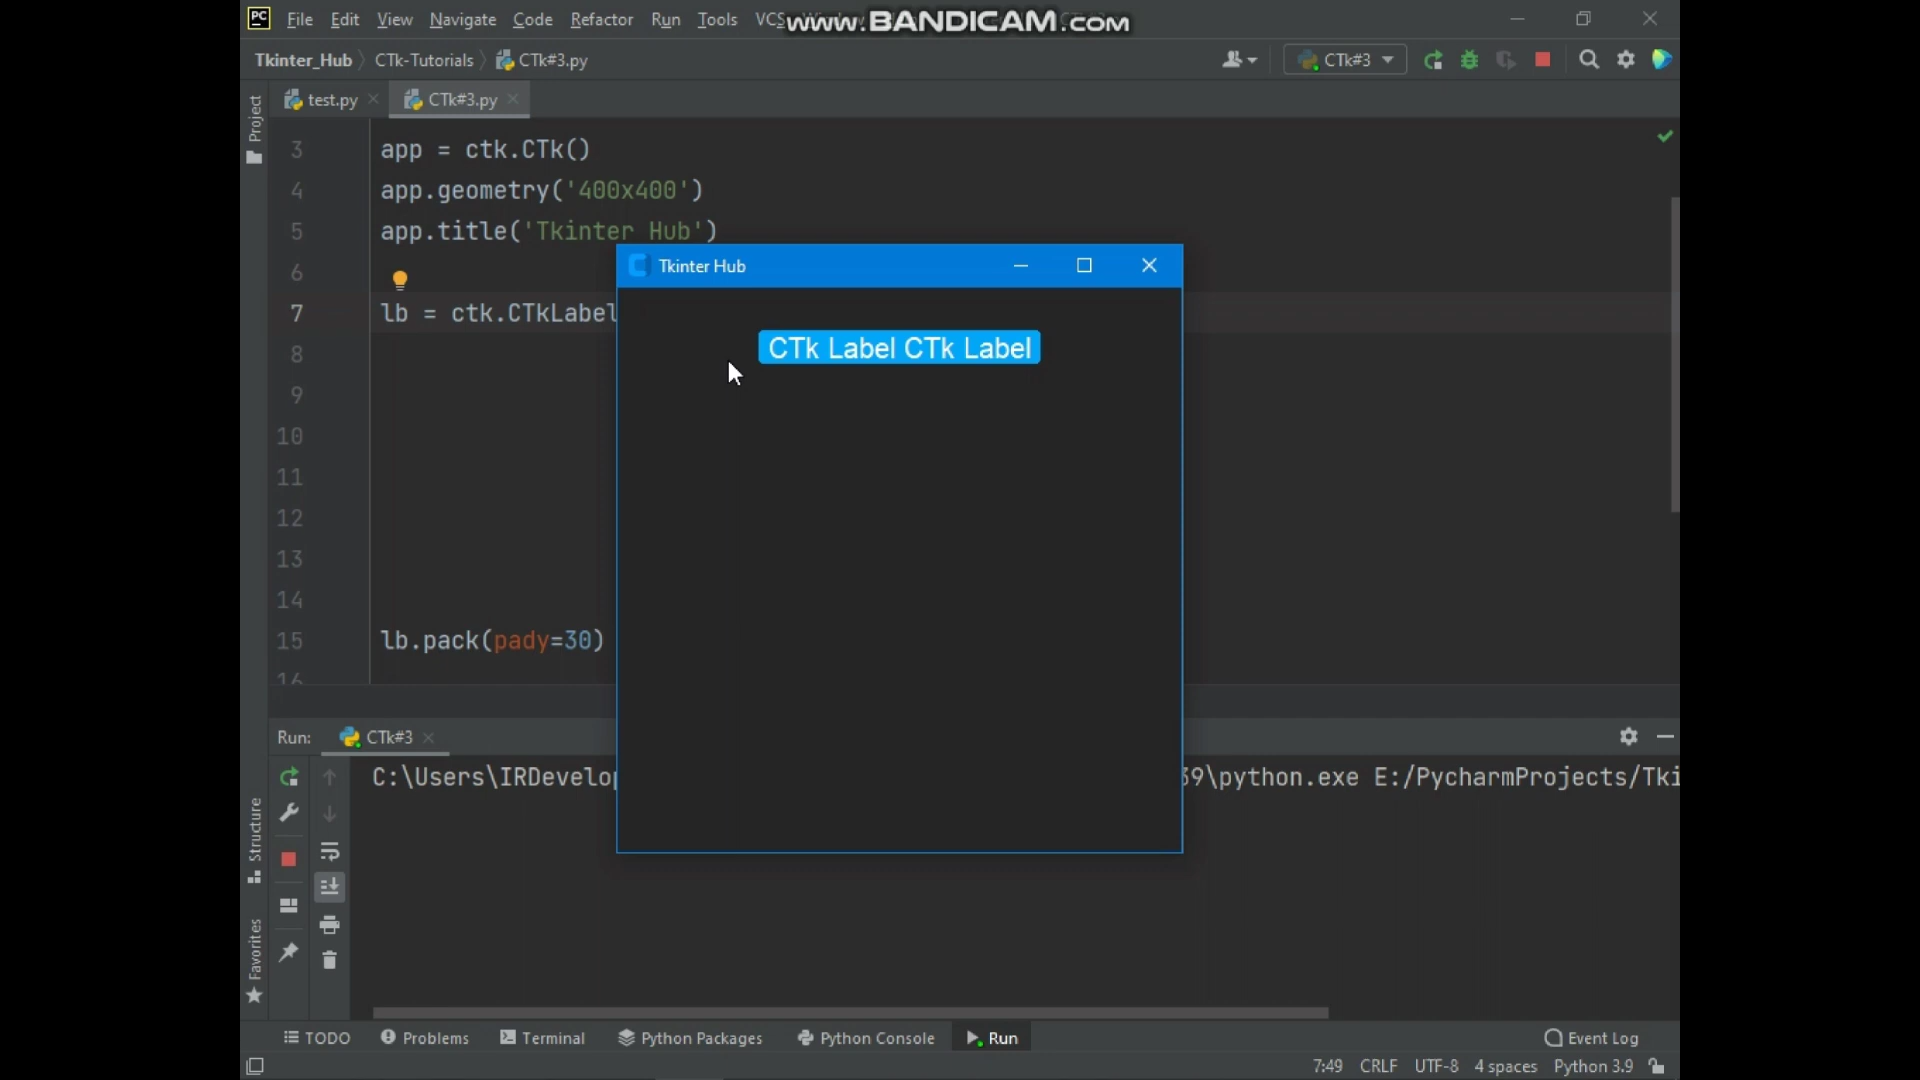 PC File Edit View Navigate Code Refactor Run Tools VCS
www.BANDICAM.com
Tkinter_Hub CTk-Tutorials CTk#3.py CTk#3
test.py CTk#3.py
Project
3 app = ctk.CTk()
4 app.geometry('400x400')
5 app.title('Tkinter Hub')
6
7 lb = ctk.CTkLabel
8
9
10
11
12
13
14
15 lb.pack(pady=30)
16
Tkinter Hub
CTk Label CTk Label
Run: CTk#3
C:\Users\IRDevelop
39\python.exe E:/PycharmProjects/Tki
Structure
Favorites
TODO Problems Terminal Python Packages Python Console Run Event Log
7:49 CRLF UTF-8 4 spaces Python 3.9